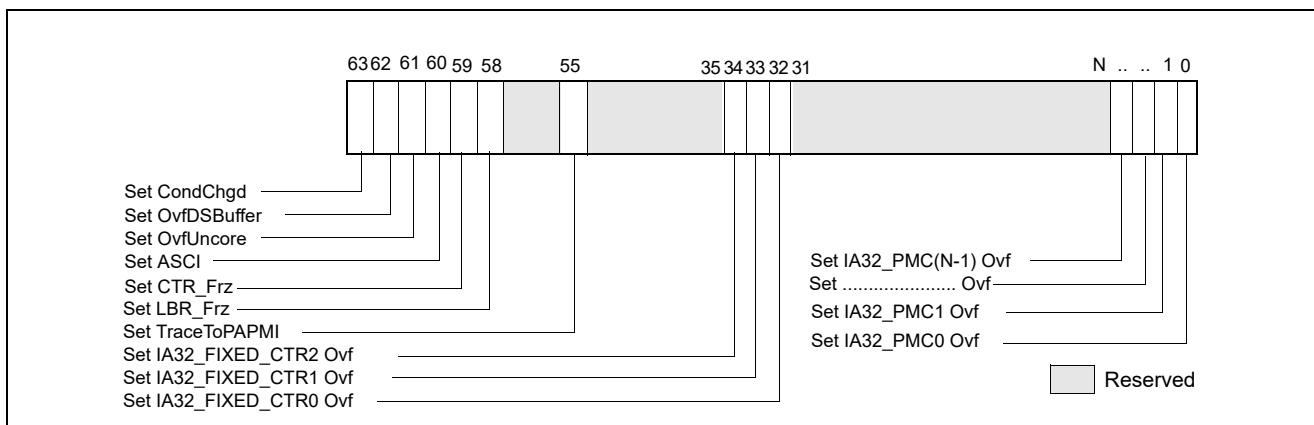 63 62 61 60 59 58 55 35 34 33 32 31 N .. .. 1 0
Set CondChgd
Set OvfDSBuffer
Set OvfUncore
Set ASCI
Set CTR_Frz
Set LBR_Frz
Set TraceToPAPMI
Set IA32_FIXED_CTR2 Ovf
Set IA32_FIXED_CTR1 Ovf
Set IA32_FIXED_CTR0 Ovf
Set IA32_PMC(N-1) Ovf
Set ...................... Ovf
Set IA32_PMC1 Ovf
Set IA32_PMC0 Ovf
Reserved